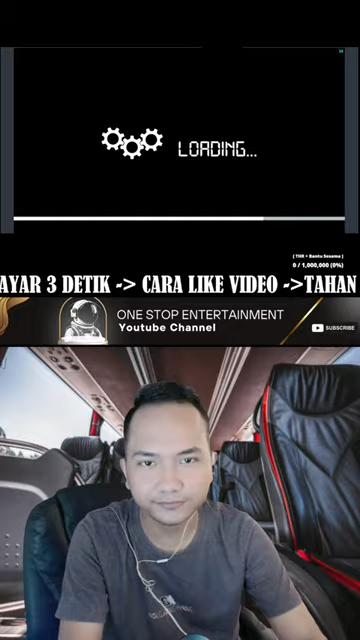 LOADING...
[ THR + Bantu Sesama ]
0 / 1,000,000 (0%)
AYAR 3 DETIK -> CARA LIKE VIDEO ->TAHAN
ONE STOP ENTERTAINMENT
Youtube Channel
SUBSCRIBE